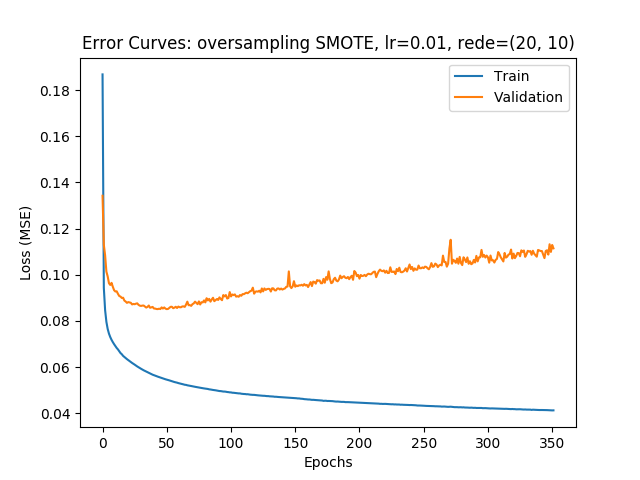 Error Curves: oversampling SMOTE, lr=0.01, rede=(20, 10)
Train
Validation
Loss (MSE)
0.18
0.16
0.14
0.12
0.10
0.08
0.06
0.04
0 50 100 150 200 250 300 350
Epochs